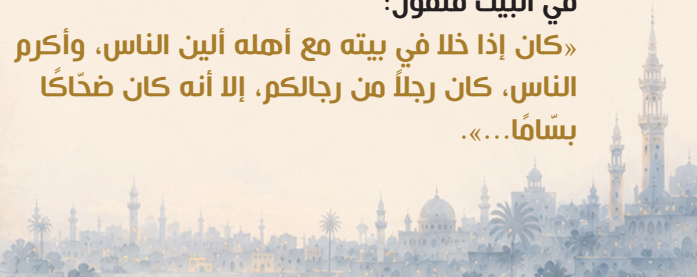 في البيت فتقول:
«كان إذا خلا في بيته مع أهله ألين الناس، وأكرم
الناس، كان رجلاً من رجالكم، إلا أنه كان ضحّاكًا
بسّامًا...».